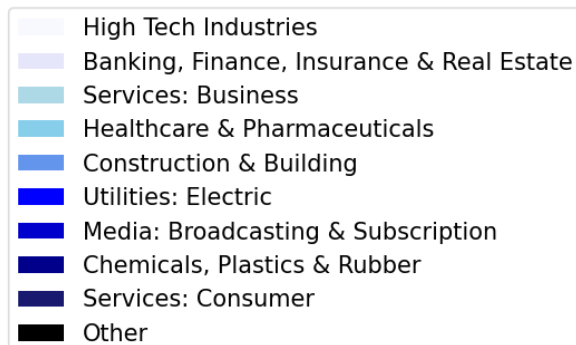 High Tech Industries
Banking, Finance, Insurance & Real Estate
Services: Business
Healthcare & Pharmaceuticals
Construction & Building
Utilities: Electric
Media: Broadcasting & Subscription
Chemicals, Plastics & Rubber
Services: Consumer
Other